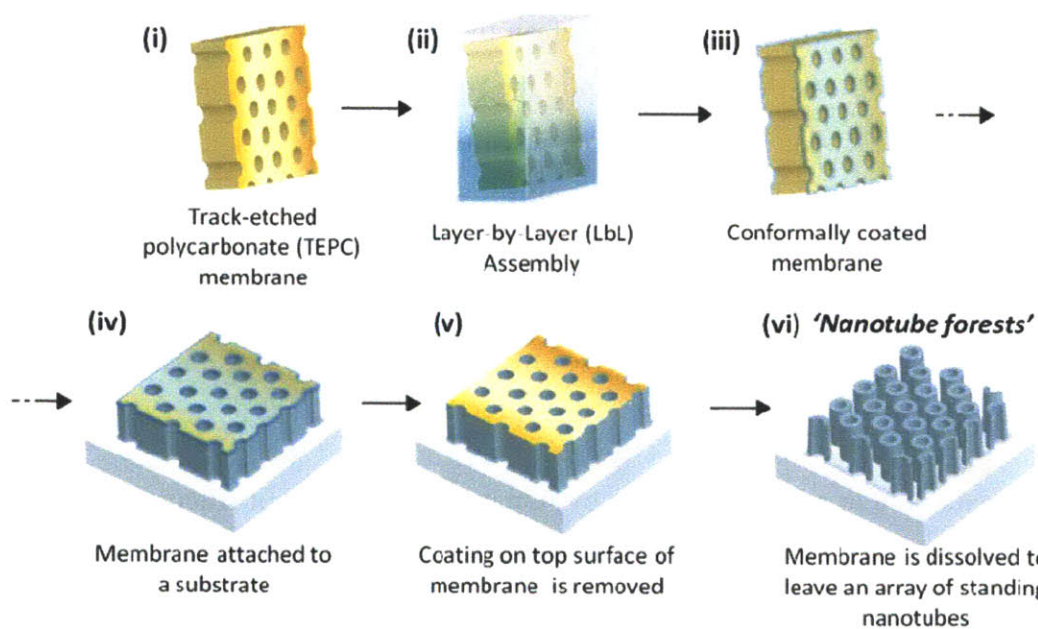 (i)
(ii)
(iii)
Track-etched
polycarbonate (TEPC)
membrane
Layer-by-Layer (LbL)
Assembly
Conformally coated
membrane
(iv)
(v)
(vi) 'Nanotube forests'
Membrane attached to
a substrate
Coating on top surface of
membrane is removed
Membrane is dissolved to
leave an array of standing
nanotubes